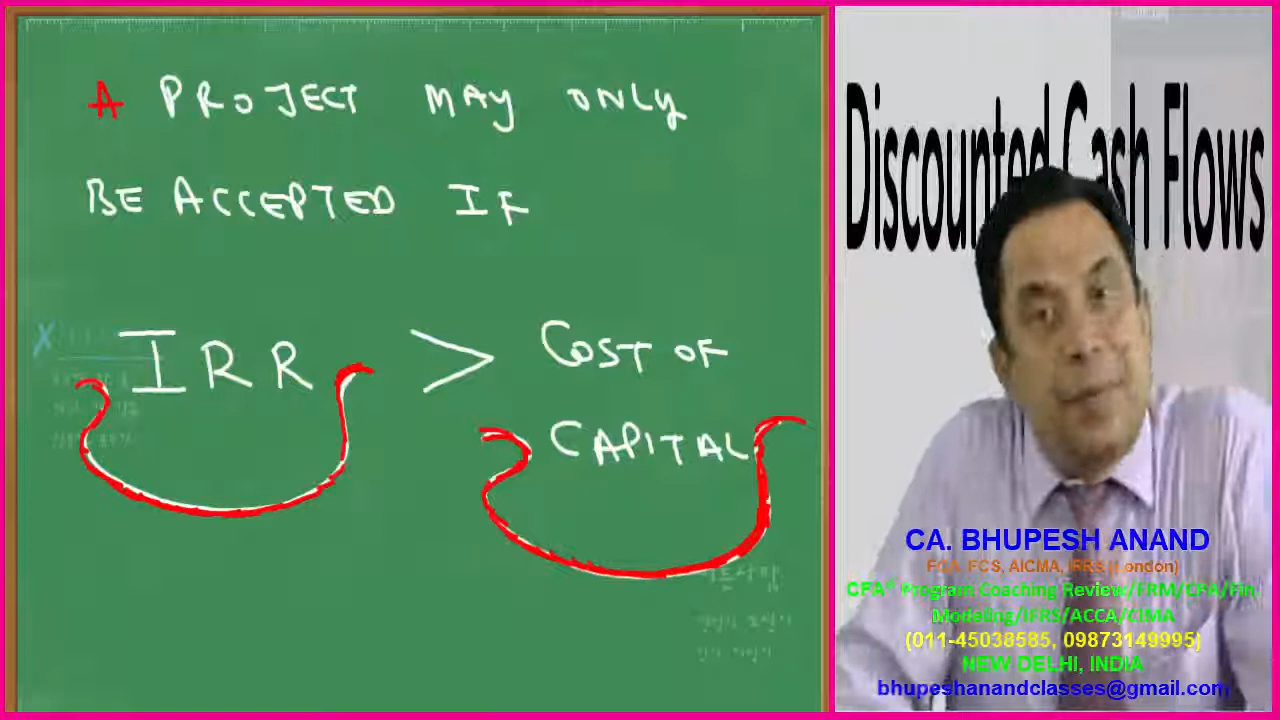 A PROJECT MAY ONLY
BE ACCEPTED IF
IRR > COST OF
CAPITAL
Discounted Cash Flows
CA. BHUPESH ANAND
FCA, FCS, AICMA, IFRS (London)
CFA® Program Coaching Review/FRM/CPA/Fin
Modeling/IFRS/ACCA/CIMA
(011-45038585, 09873149995)
NEW DELHI, INDIA
bhupeshanandclasses@gmail.com